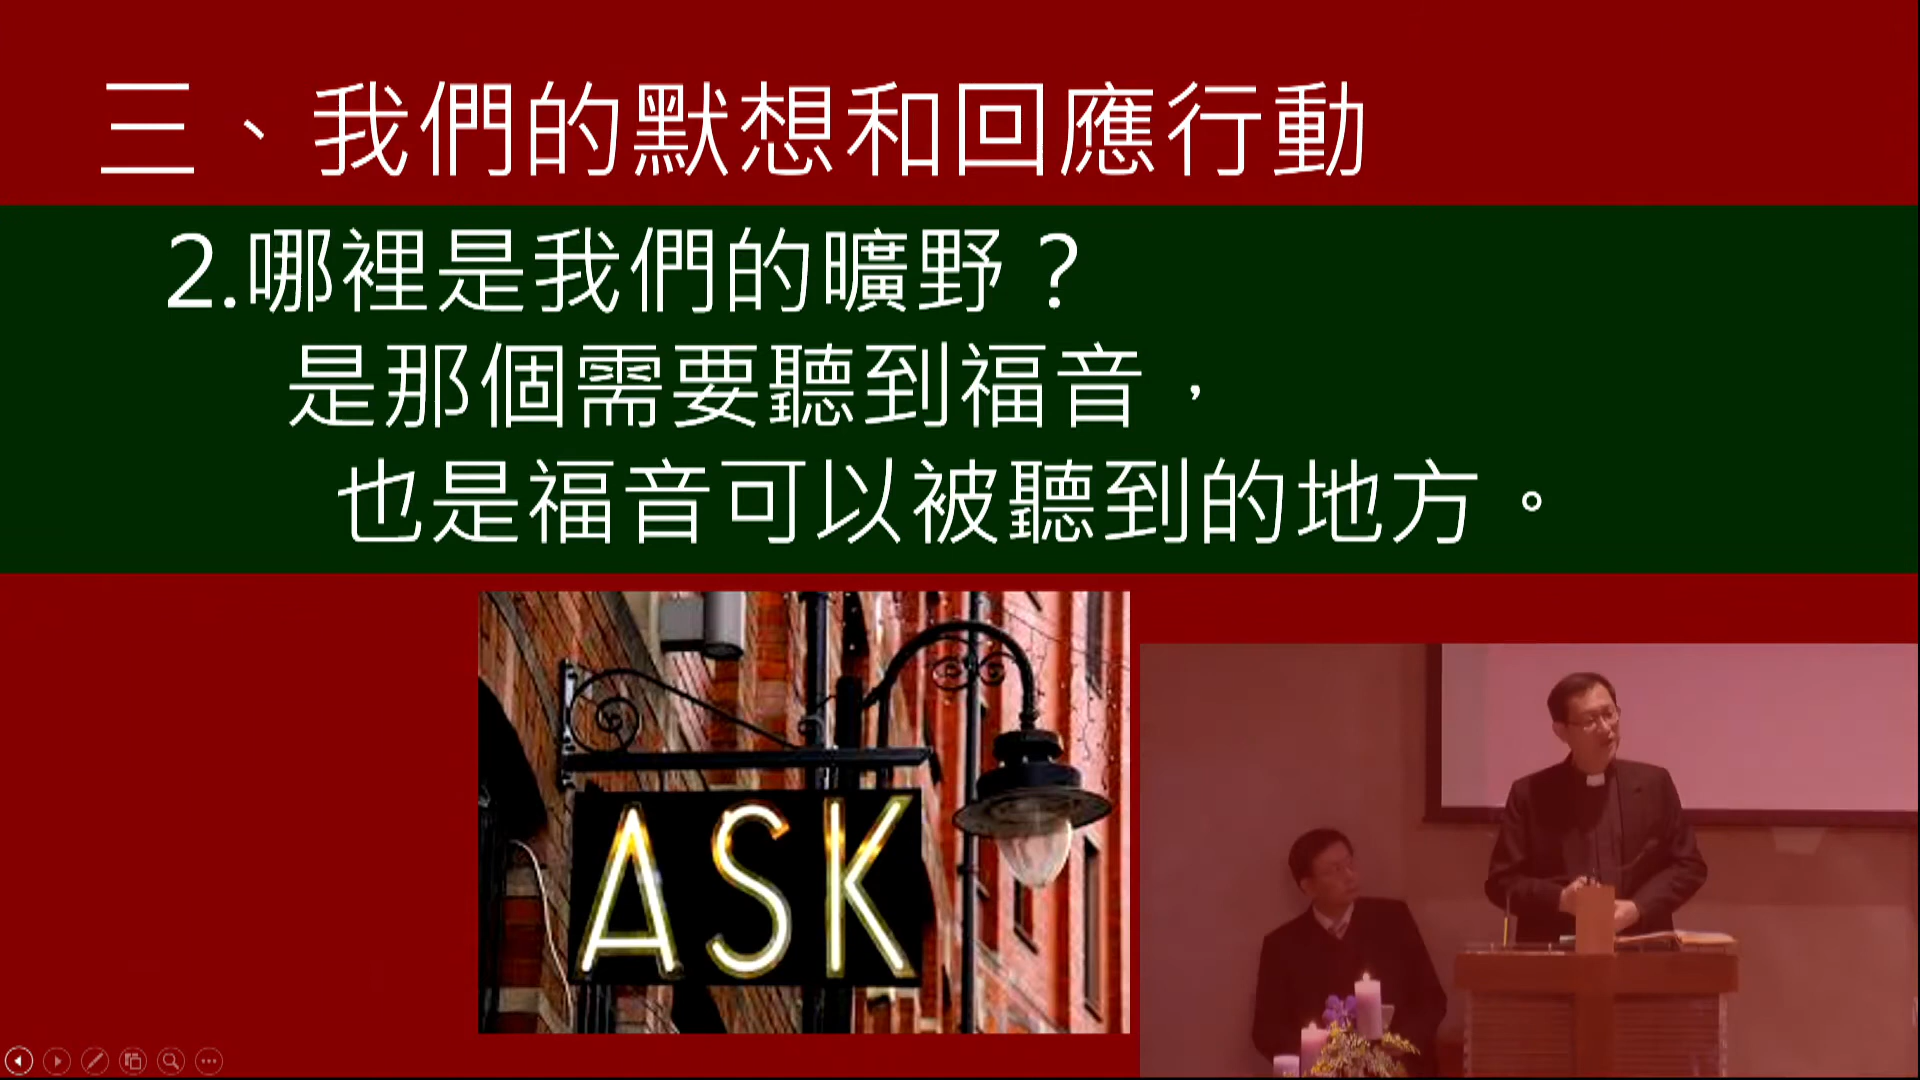 三、我們的默想和回應行動
2.哪裡是我們的曠野？
是那個需要聽到福音，
也是福音可以被聽到的地方。
ASK